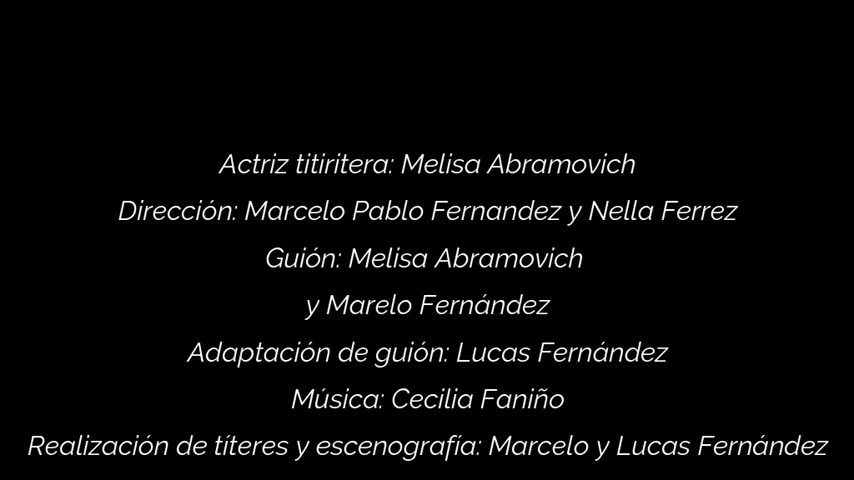 Actriz titiritera: Melisa Abramovich
Dirección: Marcelo Pablo Fernandez y Nella Ferrez
Guión: Melisa Abramovich
y Marelo Fernández
Adaptación de guión: Lucas Fernández
Música: Cecilia Faniño
Realización de títeres y escenografía: Marcelo y Lucas Fernández